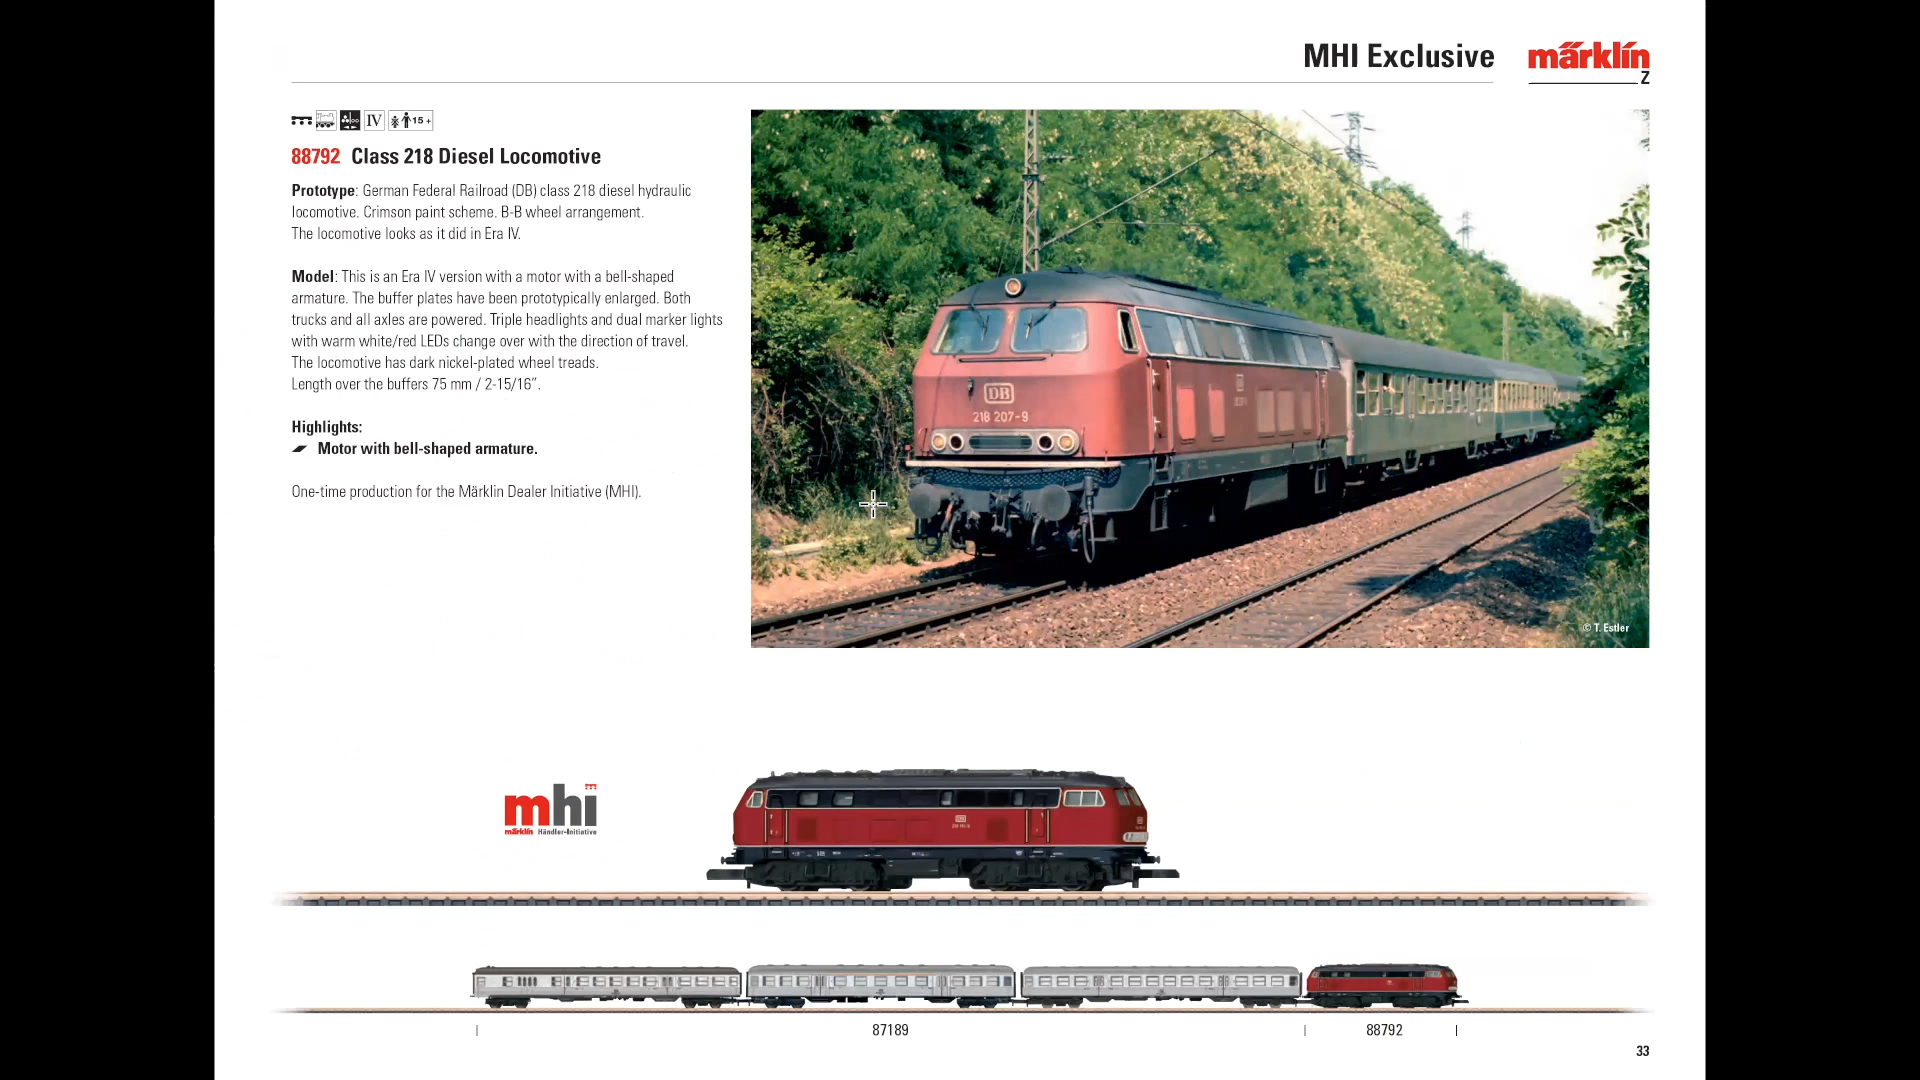 MHI Exclusive
märklin
Z
IV
15 +
88792 Class 218 Diesel Locomotive
Prototype: German Federal Railroad (DB) class 218 diesel hydraulic
locomotive. Crimson paint scheme. B-B wheel arrangement.
The locomotive looks as it did in Era IV.
Model: This is an Era IV version with a motor with a bell-shaped
armature. The buffer plates have been prototypically enlarged. Both
trucks and all axles are powered. Triple headlights and dual marker lights
with warm white/red LEDs change over with the direction of travel.
The locomotive has dark nickel-plated wheel treads.
Length over the buffers 75 mm / 2-15/16”.
Highlights:
Motor with bell-shaped armature.
One-time production for the Märklin Dealer Initiative (MHI).
DB
218 207-9
© T. Estler
mhi
märklin Händler-Initiative
DB
87189
88792
33